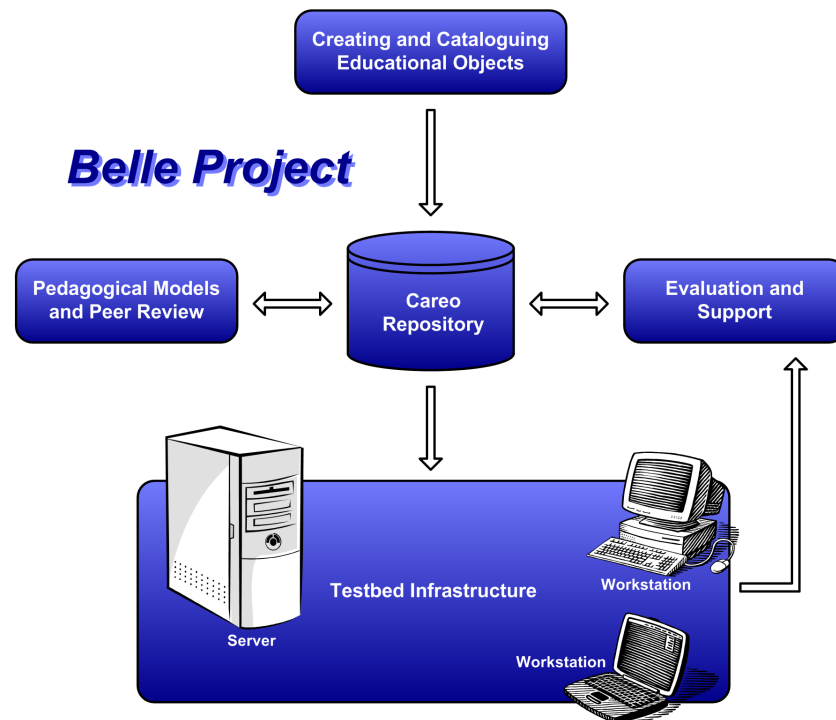 Creating and Cataloguing
Educational Objects
Belle Project
Pedagogical Models
and Peer Review
Careo
Repository
Evaluation and
Support
Testbed Infrastructure
Server
Workstation
Workstation